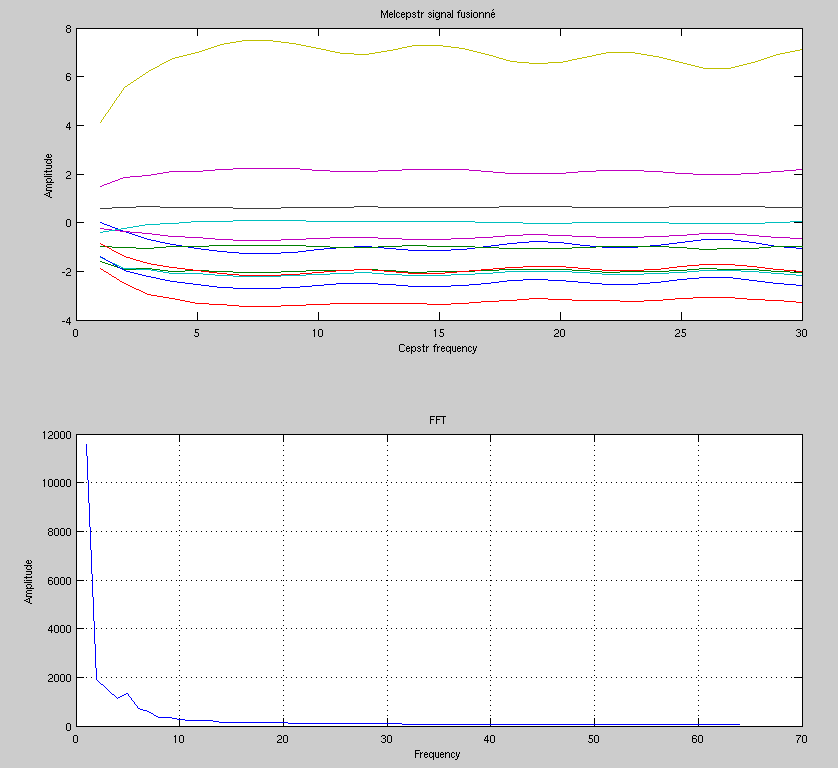 Melcepstr signal fusionné
8
6
4
2
0
-2
-4
Amplitude
0 5 10 15 20 25 30
Cepstr frequency
FFT
12000
10000
8000
6000
4000
2000
0
Amplitude
0 10 20 30 40 50 60 70
Frequency